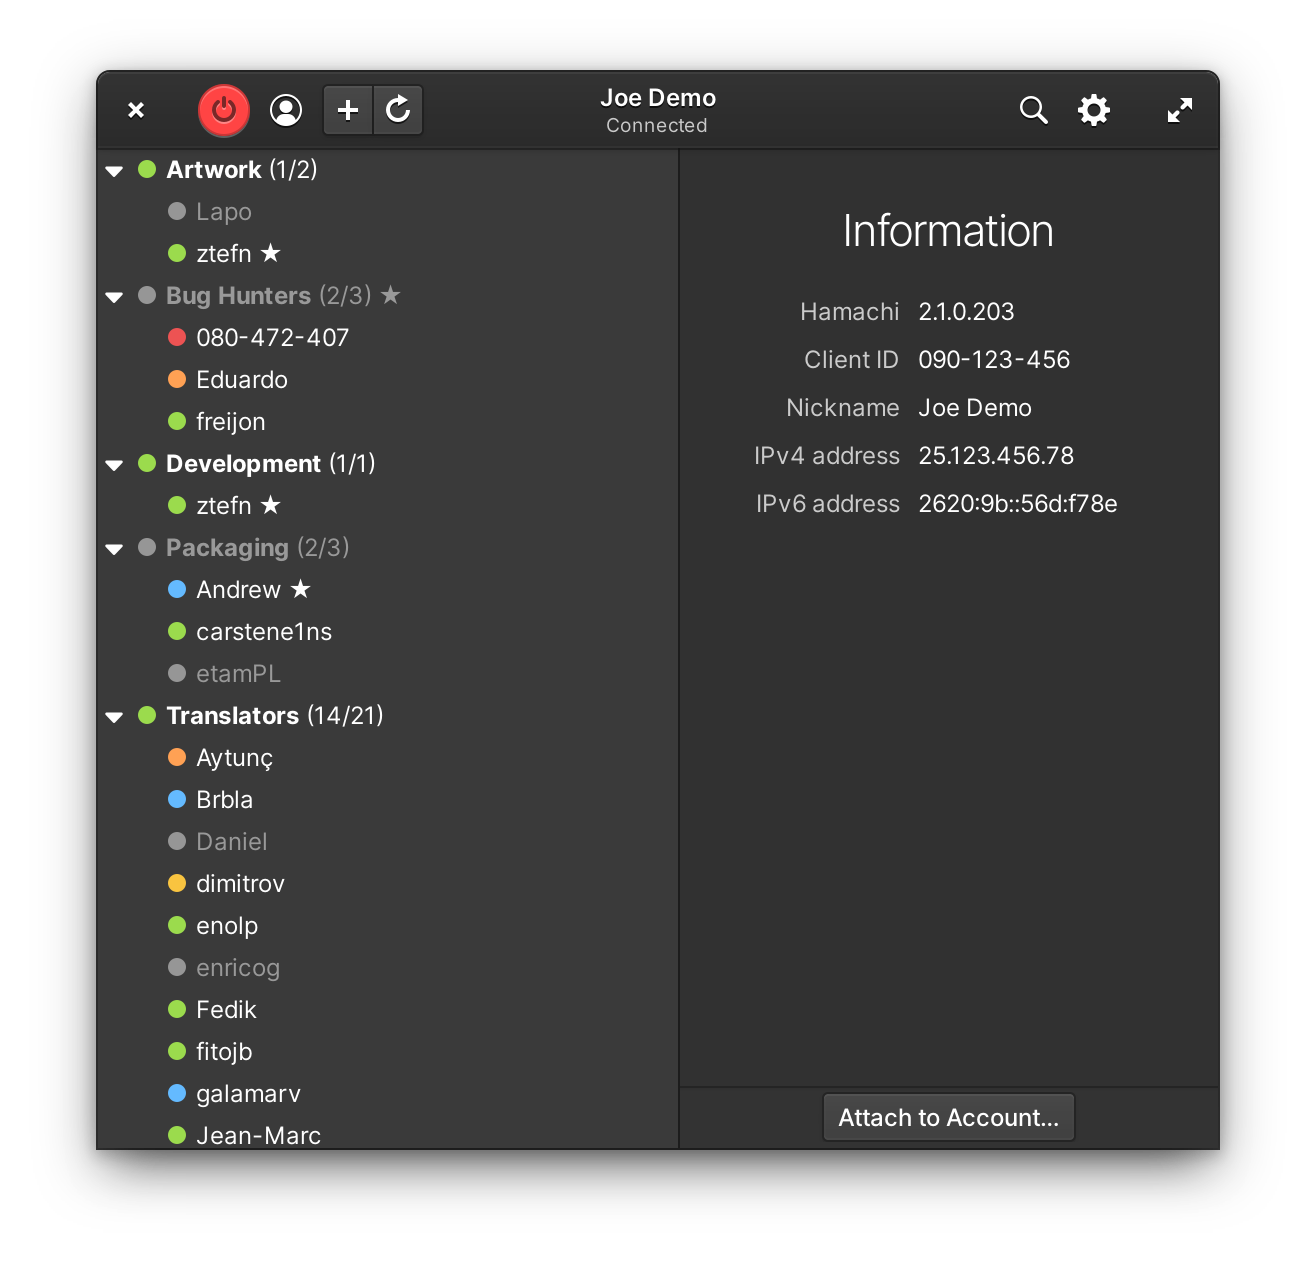 Joe Demo
Connected
Artwork (1/2)
Lapo
ztefn ★
Bug Hunters (2/3) ★
080-472-407
Eduardo
freijon
Development (1/1)
ztefn ★
Packaging (2/3)
Andrew ★
carstene1ns
etamPL
Translators (14/21)
Aytunç
Brbla
Daniel
dimitrov
enolp
enricog
Fedik
fitojb
galamarv
Jean-Marc
Information
Hamachi 2.1.0.203
Client ID 090-123-456
Nickname Joe Demo
IPv4 address 25.123.456.78
IPv6 address 2620:9b::56d:f78e
Attach to Account...